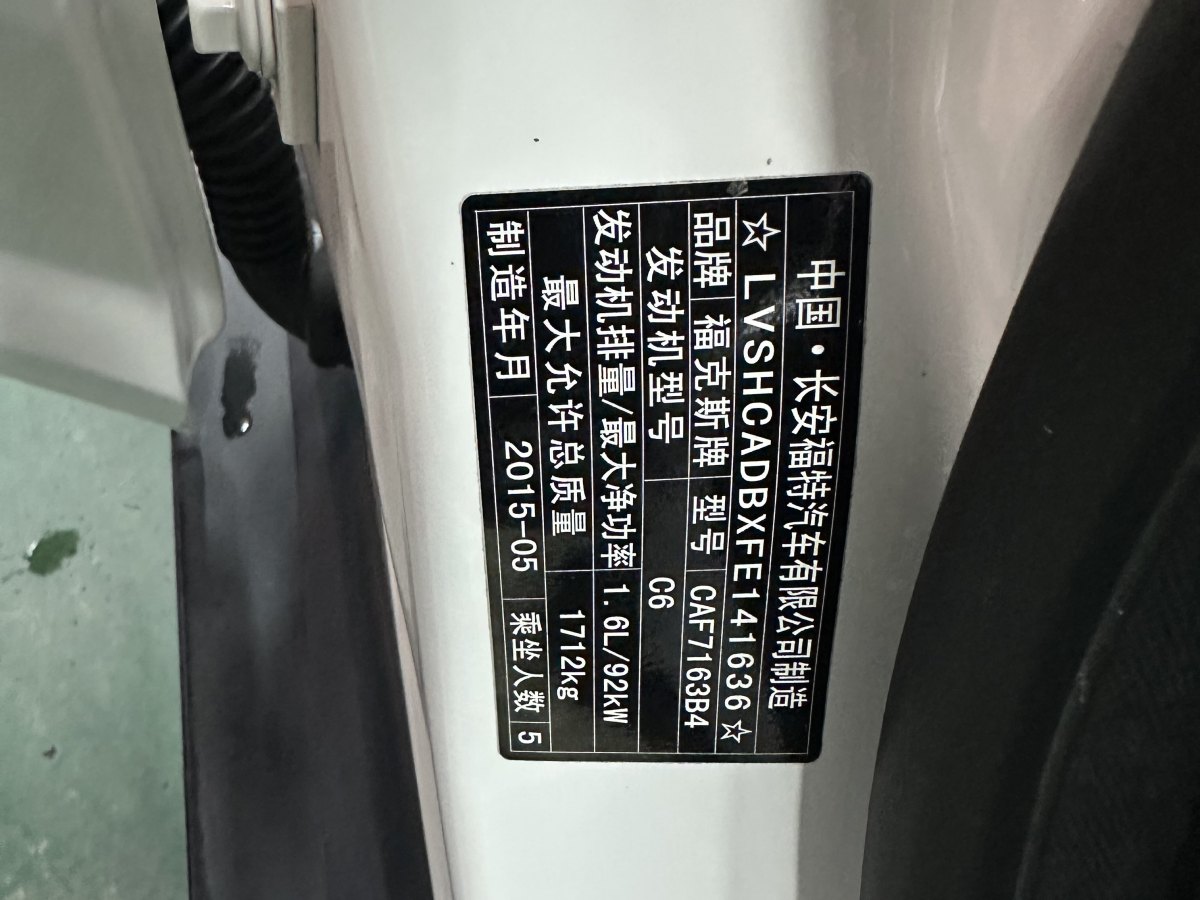 中国·长安福特汽车有限公司制造
☆LVSHCADBXFE141636☆
品牌 福克斯牌 型号 CAF7163B4
发动机型号 C6
发动机排量/最大净功率 1.6L/92kW
最大允许总质量 1712kg
制造年月 2015-05 乘坐人数 5